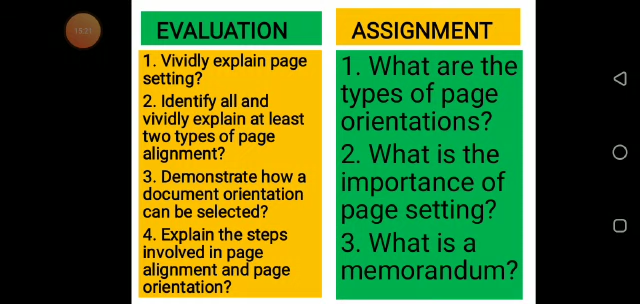 19:31
EVALUATION
1. Vividly explain page
setting?
2. Identify all and
vividly explain at least
two types of page
alignment?
3. Demonstrate how a
document orientation
can be selected?
4. Explain the steps
involved in page
alignment and page
orientation?
ASSIGNMENT
1. What are the
types of page
orientations?
2. What is the
importance of
page setting?
3. What is a
memorandum?